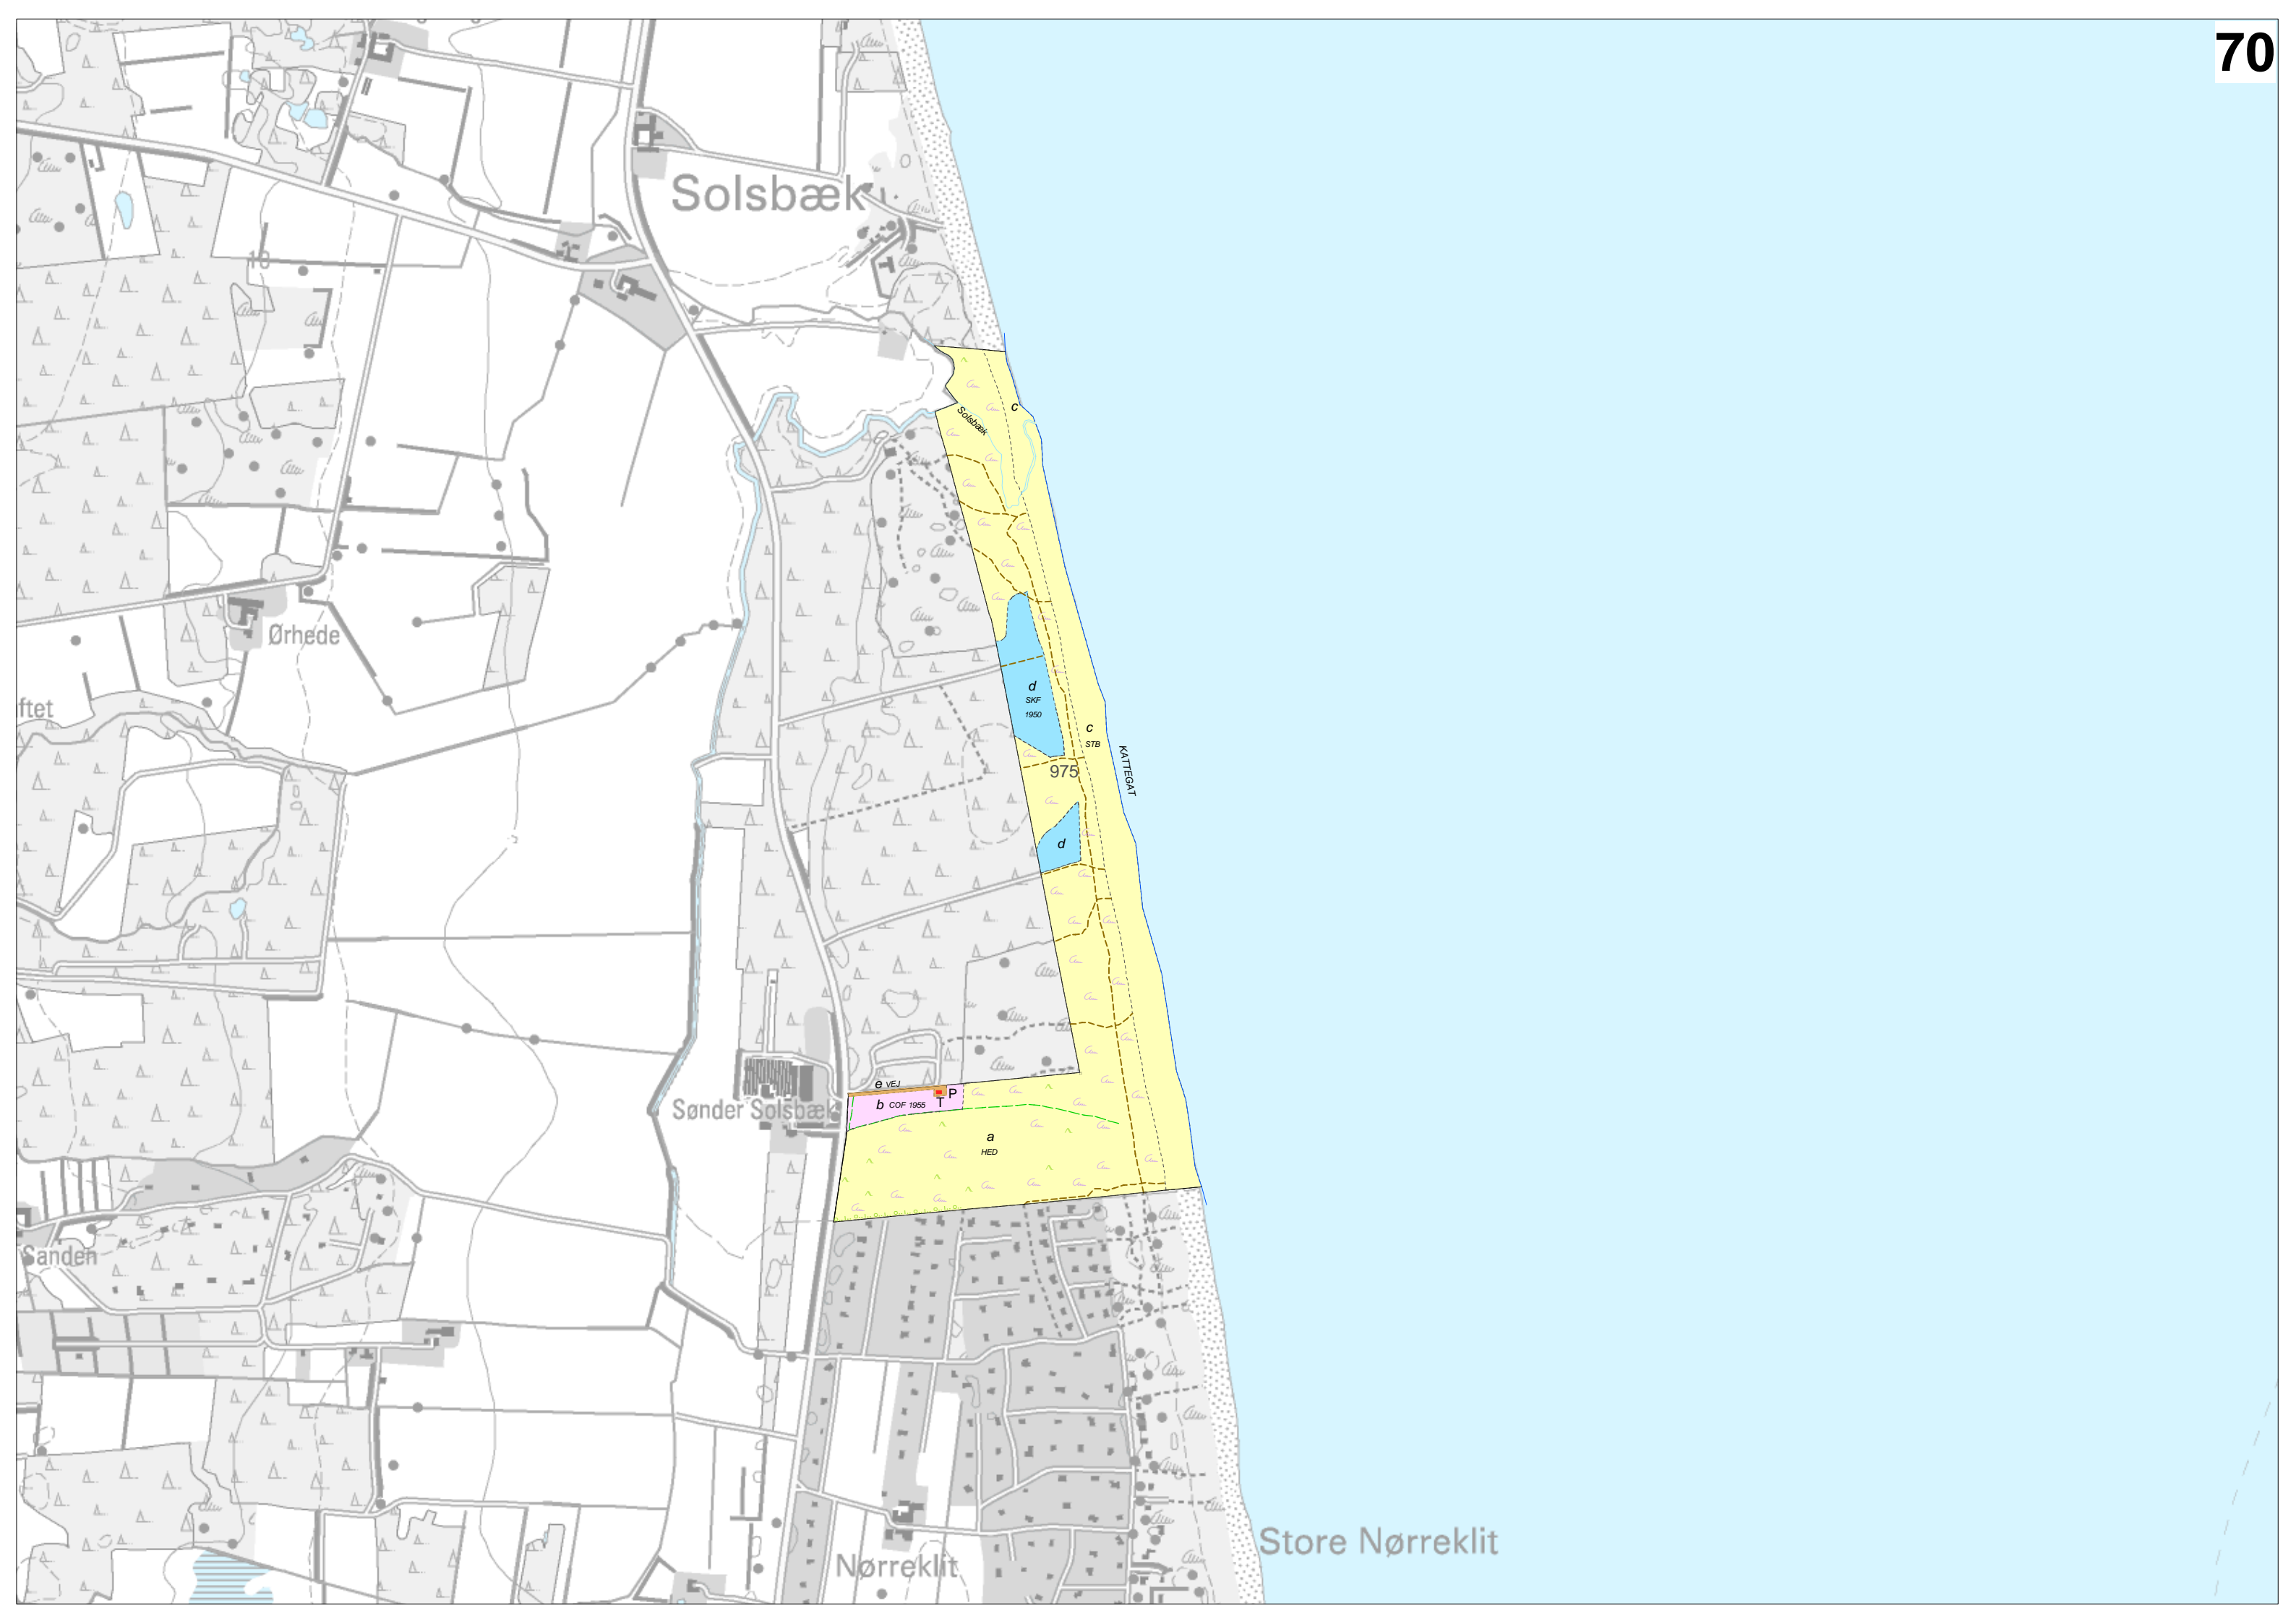 70
Solsbæk
10
Solsbæk
c
Ørhede
ftet
d
SKF
1950
c
STB
KATTEGAT
975
d
e VEJ
P
T
b COF 1955
Sønder Solsbæk
a
HED
Sanden
Store Nørreklit
Nørreklit